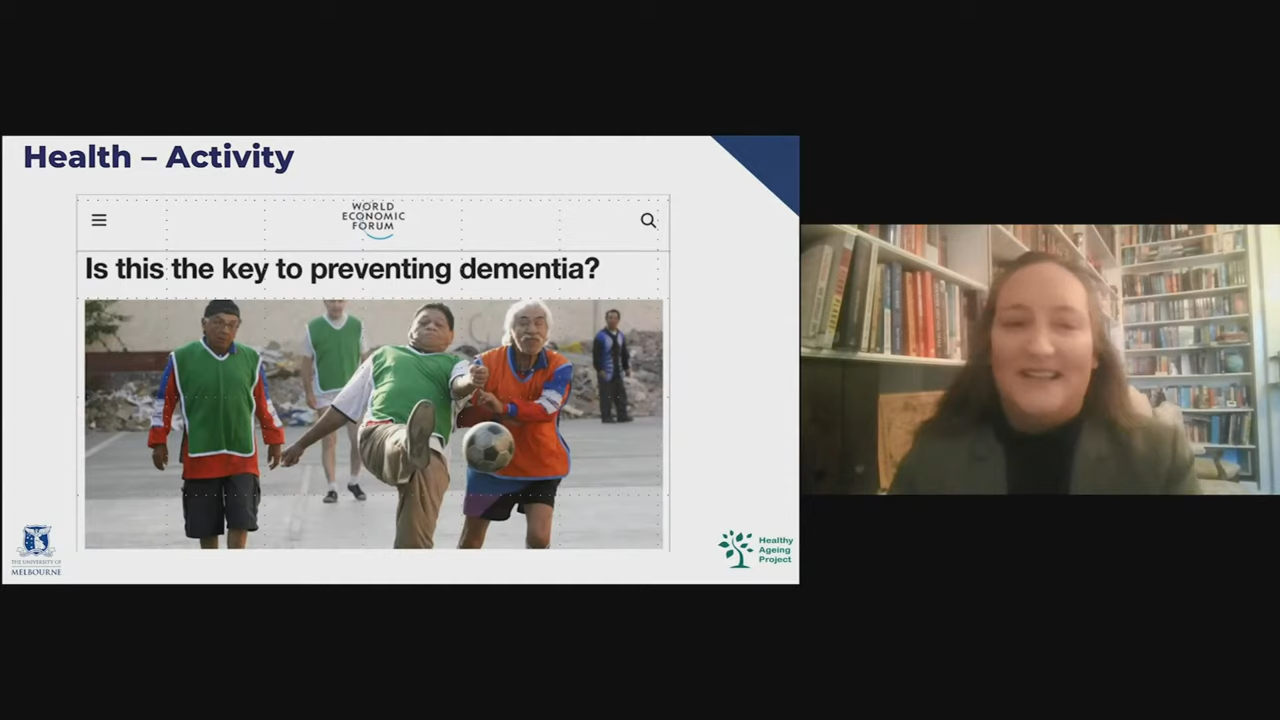 Health – Activity
WORLD
ECONOMIC
FORUM
Is this the key to preventing dementia?
THE UNIVERSITY OF
MELBOURNE
Healthy
Ageing
Project